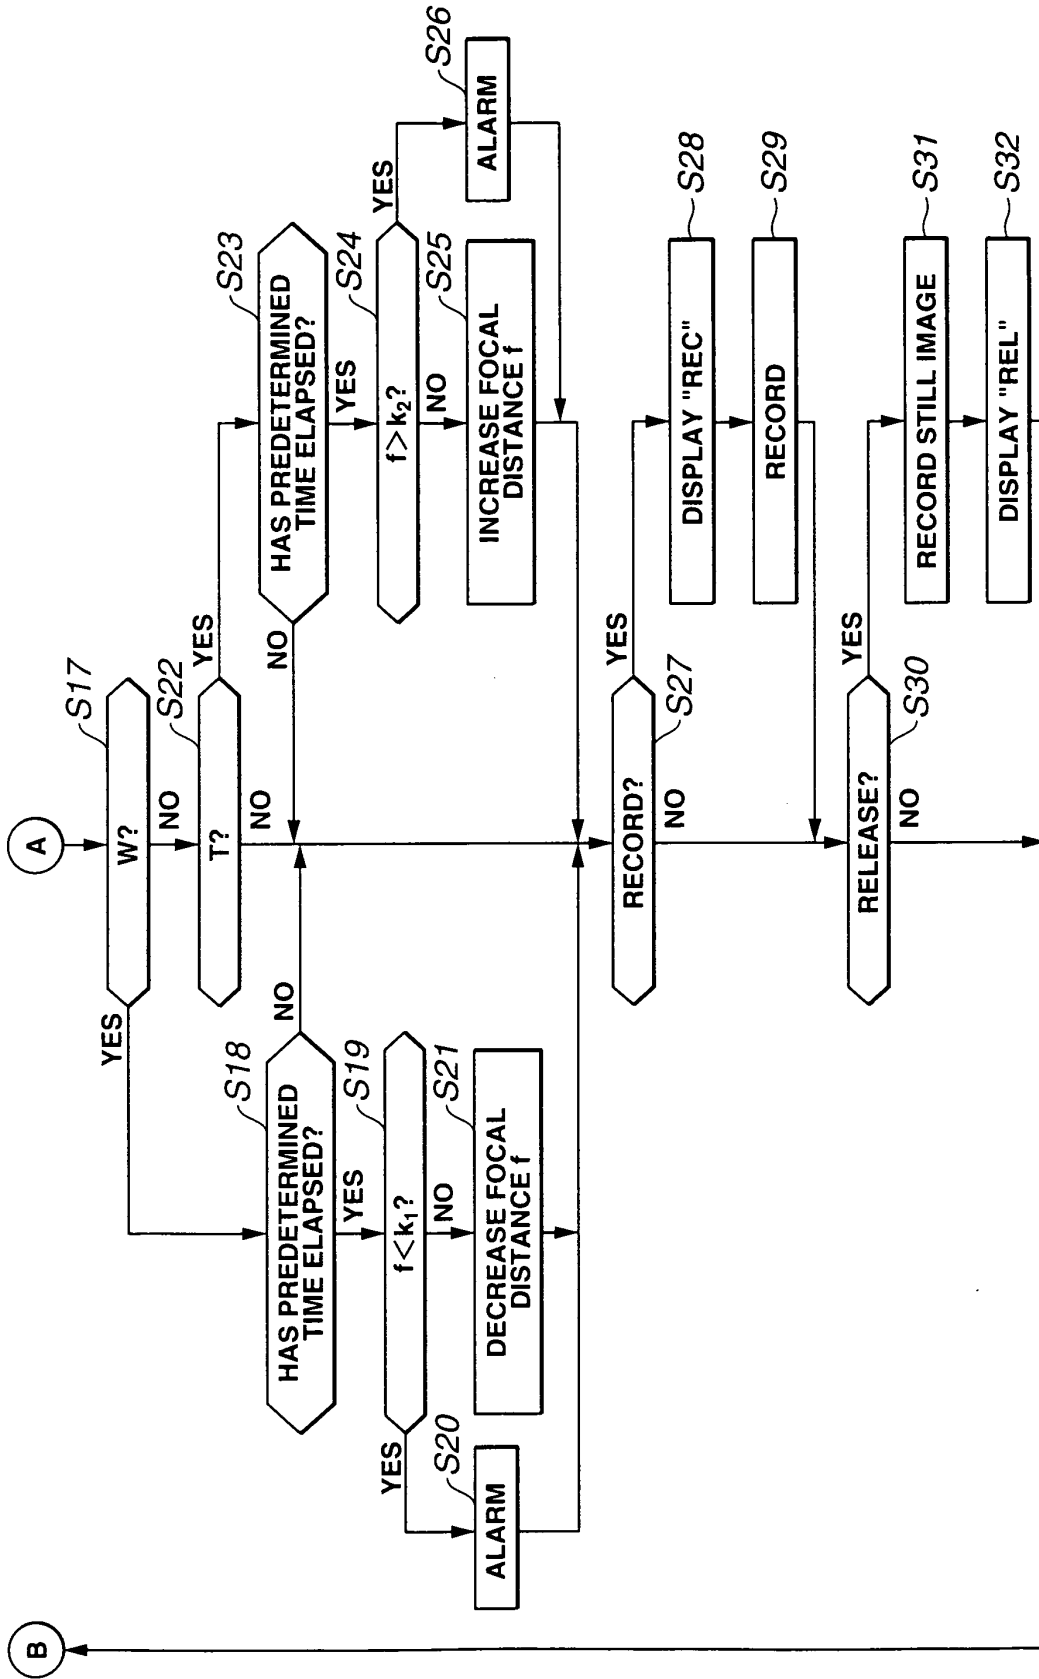 A
B
S17
W?
YES
NO
S22
T?
YES
NO
S18
HAS PREDETERMINED
TIME ELAPSED?
NO
YES
S19
f<k₁?
YES
NO
S20
ALARM
S21
DECREASE FOCAL
DISTANCE f
S23
HAS PREDETERMINED
TIME ELAPSED?
NO
YES
S24
f>k₂?
YES
NO
S25
INCREASE FOCAL
DISTANCE f
S26
ALARM
RECORD?
S27
YES
NO
DISPLAY "REC"
S28
RECORD
S29
RELEASE?
S30
YES
NO
RECORD STILL IMAGE
S31
DISPLAY "REL"
S32